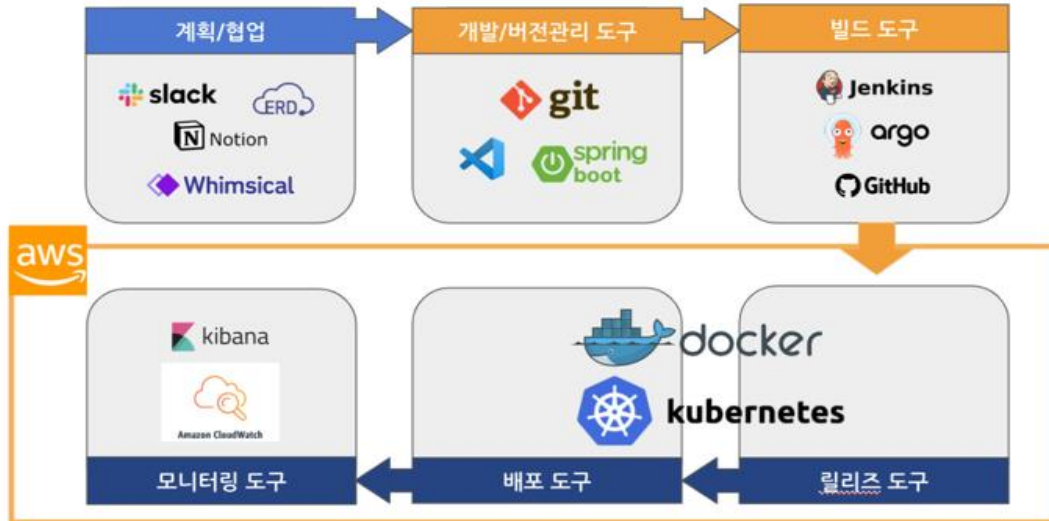 계획/협업
개발/버전관리 도구
빌드 도구
slack
ERD
Notion
Whimsical
git
spring
boot
Jenkins
argo
GitHub
aws
kibana
Amazon CloudWatch
docker
kubernetes
모니터링 도구
배포 도구
릴리즈 도구